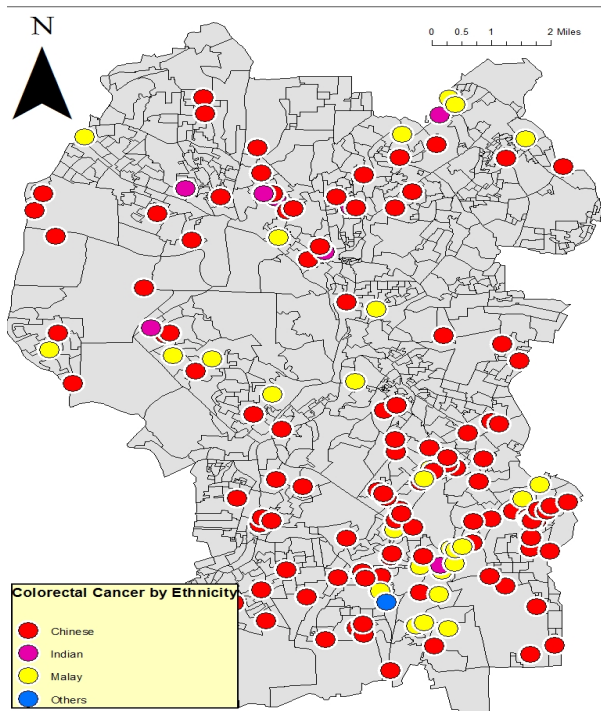 N
0 0.5 1 2 Miles
Colorectal Cancer by Ethnicity
Chinese
Indian
Malay
Others